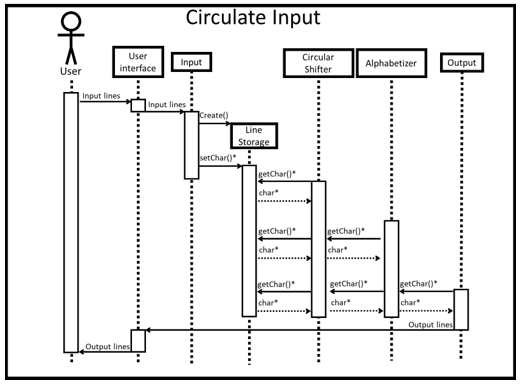 Circulate Input
User
User
interface
Input
Circular
Shifter
Alphabetizer
Output
Input lines
Input lines
Create()
Line
Storage
setChar()*
getChar()*
char*
getChar()*
getChar()*
char*
char*
getChar()*
getChar()*
getChar()*
char*
char*
char*
Output lines
Output lines